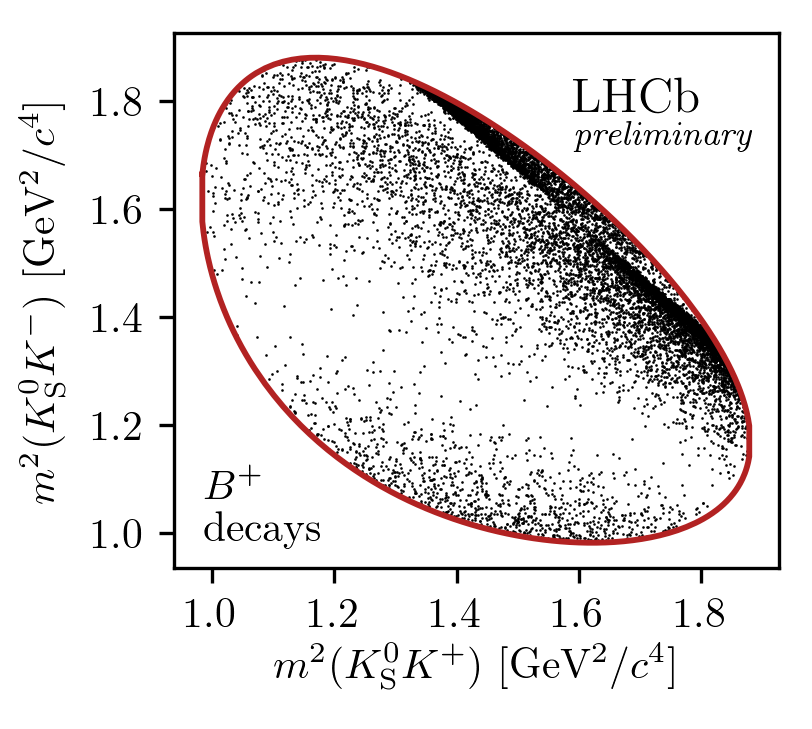 LHCb
preliminary
1.8
1.6
1.4
1.2
1.0
m²(K⁰_S K⁻) [GeV²/c⁴]
B⁺
decays
1.0 1.2 1.4 1.6 1.8
m²(K⁰_S K⁺) [GeV²/c⁴]